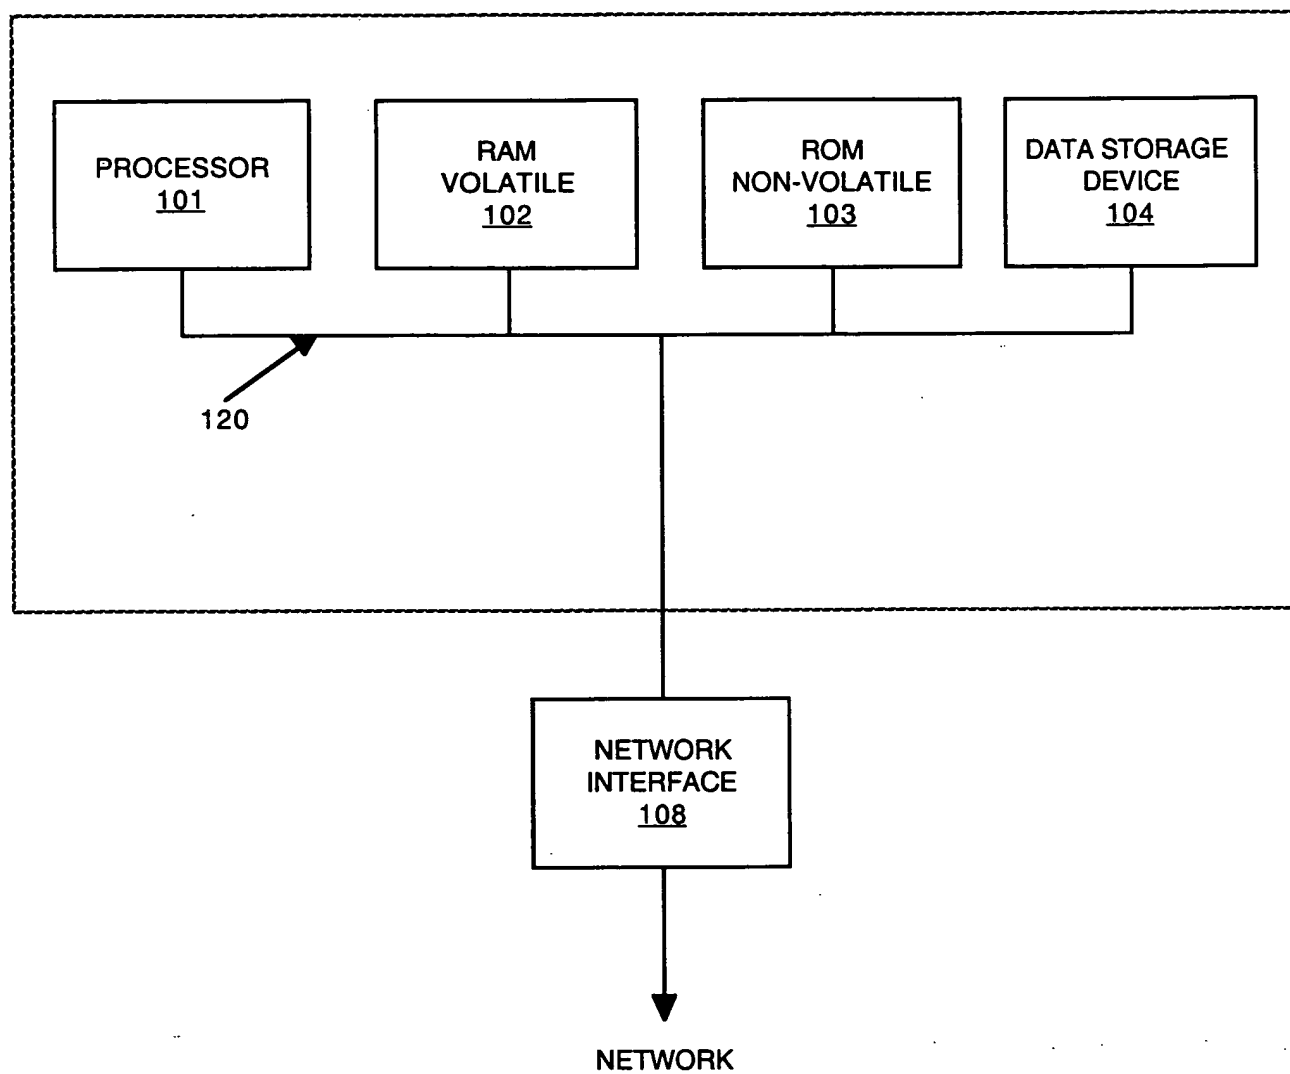 PROCESSOR
101
RAM
VOLATILE
102
ROM
NON-VOLATILE
103
DATA STORAGE
DEVICE
104
120
NETWORK
INTERFACE
108
NETWORK